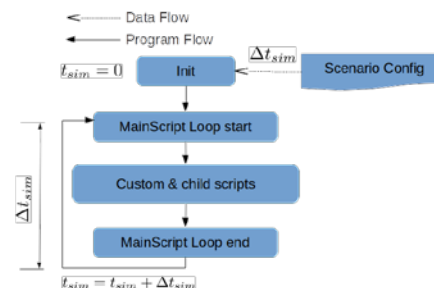 Data Flow
Program Flow
Δt_sim
t_sim = 0
Init
Scenario Config
MainScript Loop start
Δt_sim
Custom & child scripts
MainScript Loop end
t_sim = t_sim + Δt_sim